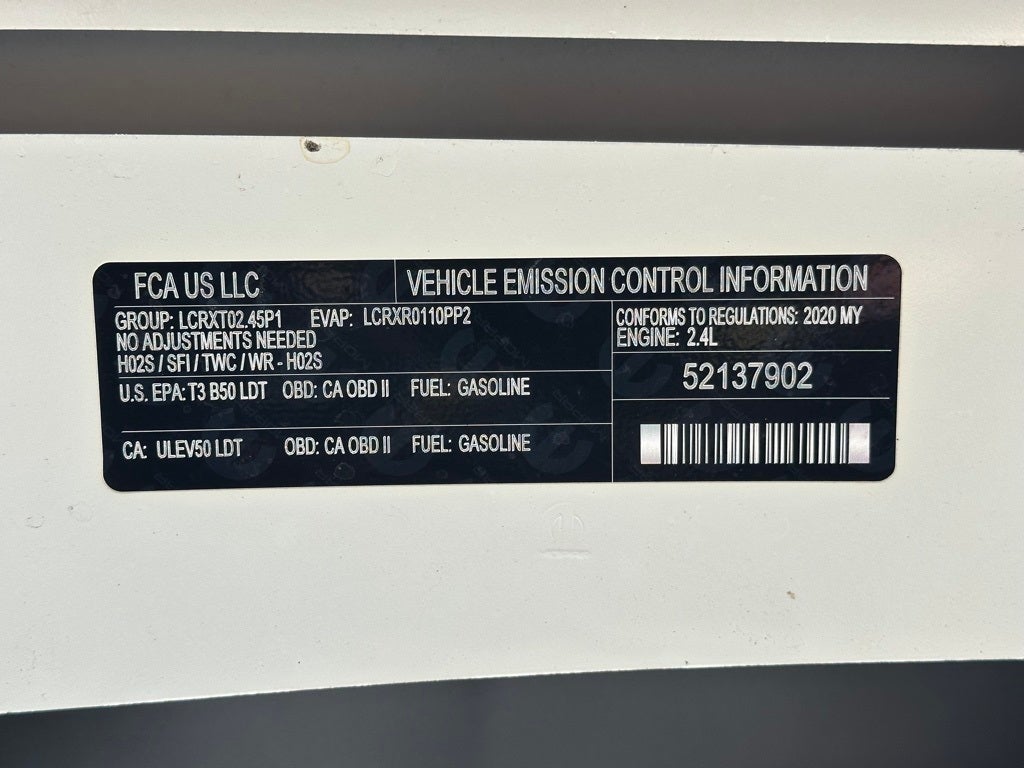 FCA US LLC
VEHICLE EMISSION CONTROL INFORMATION
GROUP: LCRXT02.45P1 EVAP: LCRXR0110PP2
NO ADJUSTMENTS NEEDED
H02S / SFI / TWC / WR - H02S
CONFORMS TO REGULATIONS: 2020 MY
ENGINE: 2.4L
52137902
U.S. EPA: T3 B50 LDT OBD: CA OBD II FUEL: GASOLINE
CA: ULEV50 LDT OBD: CA OBD II FUEL: GASOLINE